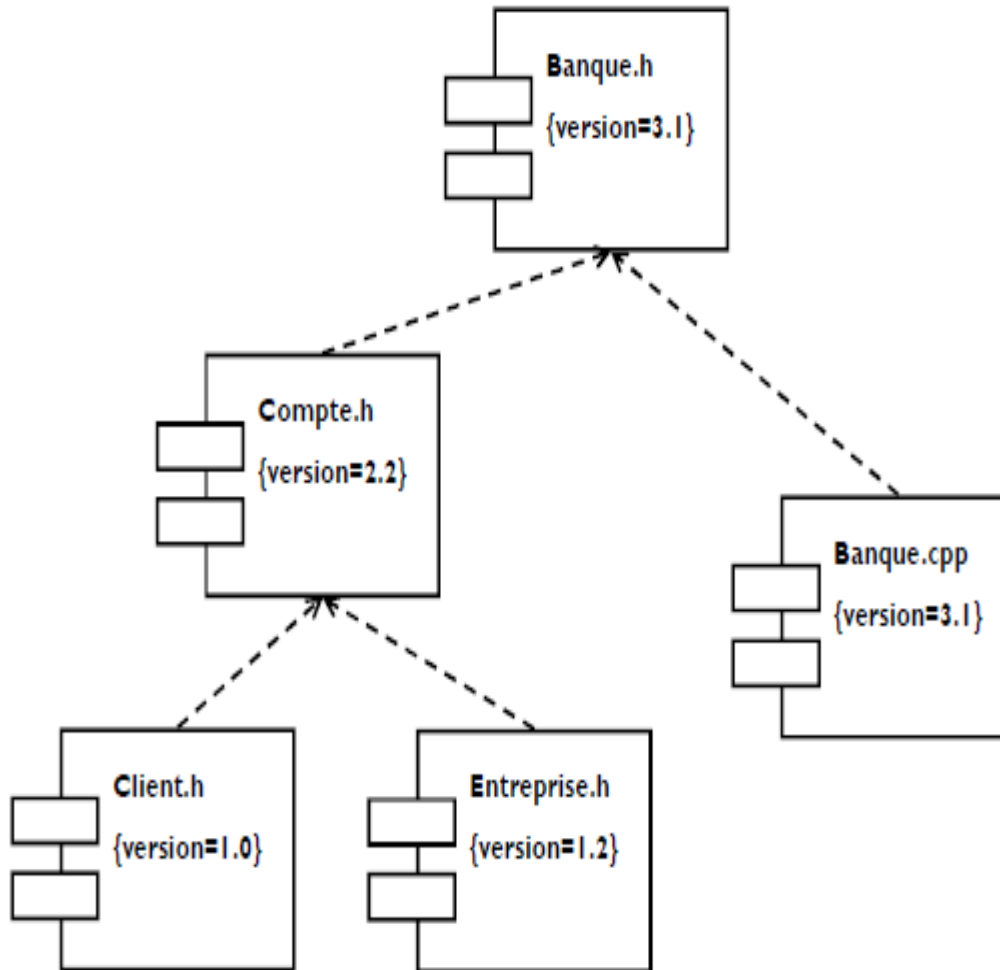 Banque.h
{version=3.1}
Compte.h
{version=2.2}
Banque.cpp
{version=3.1}
Client.h
{version=1.0}
Entreprise.h
{version=1.2}